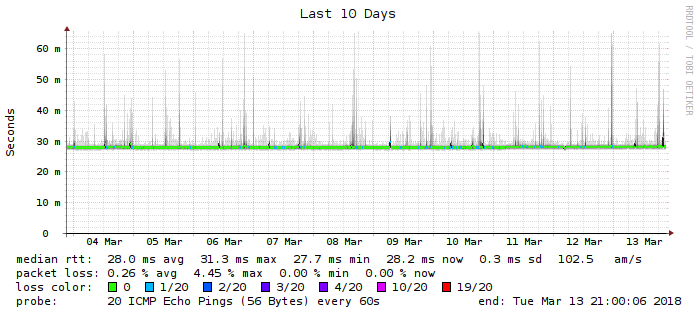 Last 10 Days
RRDTOOL / TOBI OETIKER
Seconds
60 m
50 m
40 m
30 m
20 m
10 m
0
04 Mar 05 Mar 06 Mar 07 Mar 08 Mar 09 Mar 10 Mar 11 Mar 12 Mar 13 Mar
median rtt: 28.0 ms avg 31.3 ms max 27.7 ms min 28.2 ms now 0.3 ms sd 102.5 am/s
packet loss: 0.26 % avg 4.45 % max 0.00 % min 0.00 % now
loss color: 0 1/20 2/20 3/20 4/20 10/20 19/20
probe: 20 ICMP Echo Pings (56 Bytes) every 60s end: Tue Mar 13 21:00:06 2018